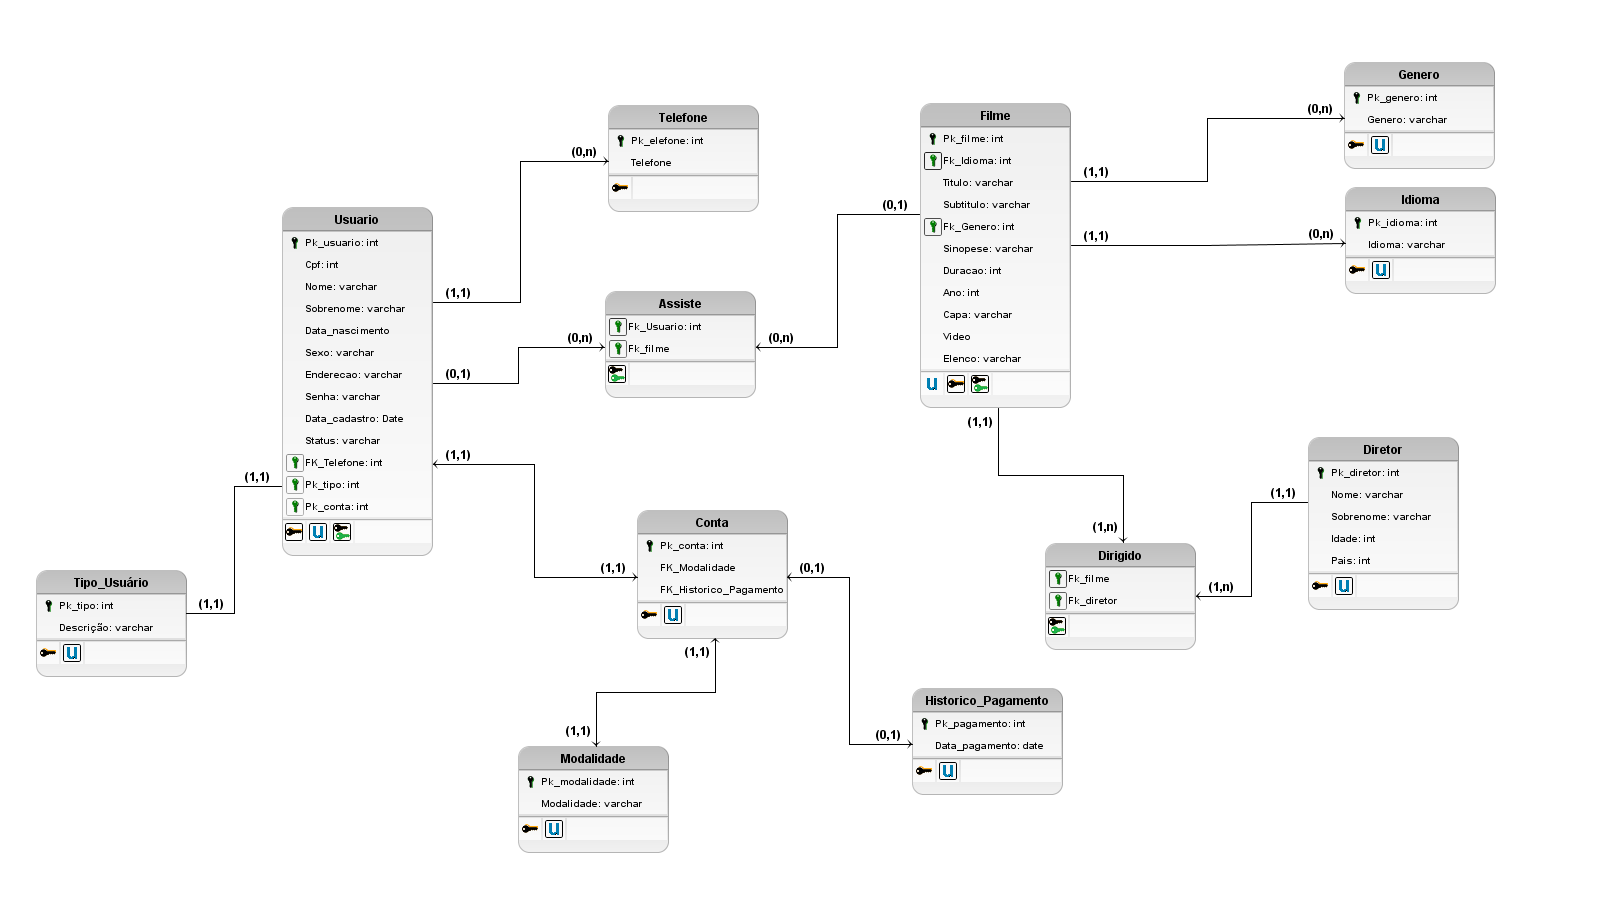 Genero
Pk_genero: int
Genero: varchar
Telefone
Pk_elefone: int
Telefone
Filme
Pk_filme: int
Fk_Idioma: int
Titulo: varchar
Subtitulo: varchar
Fk_Genero: int
Sinopese: varchar
Duracao: int
Ano: int
Capa: varchar
Video
Elenco: varchar
u
(0,n)
u
(1,1)
Idioma
Pk_idioma: int
Idioma: varchar
u
(1,1)
(0,n)
(0,n)
(0,1)
Usuario
Pk_usuario: int
Cpf: int
Nome: varchar
Sobrenome: varchar
Data_nascimento
Sexo: varchar
Enderecao: varchar
Senha: varchar
Data_cadastro: Date
Status: varchar
FK_Telefone: int
Pk_tipo: int
Pk_conta: int
u
(1,1)
Assiste
Fk_Usuario: int
Fk_filme
(0,n)
(0,n)
(0,1)
(1,1)
(1,1)
(1,1)
Diretor
Pk_diretor: int
Nome: varchar
Sobrenome: varchar
Idade: int
Pais: int
u
(1,1)
Conta
Pk_conta: int
FK_Modalidade
FK_Historico_Pagamento
u
(1,n)
Dirigido
Fk_filme
Fk_diretor
(1,n)
Tipo_Usuário
Pk_tipo: int
Descrição: varchar
u
(1,1)
(1,1)
(0,1)
(1,1)
Historico_Pagamento
Pk_pagamento: int
Data_pagamento: date
u
(1,1)
(0,1)
Modalidade
Pk_modalidade: int
Modalidade: varchar
u